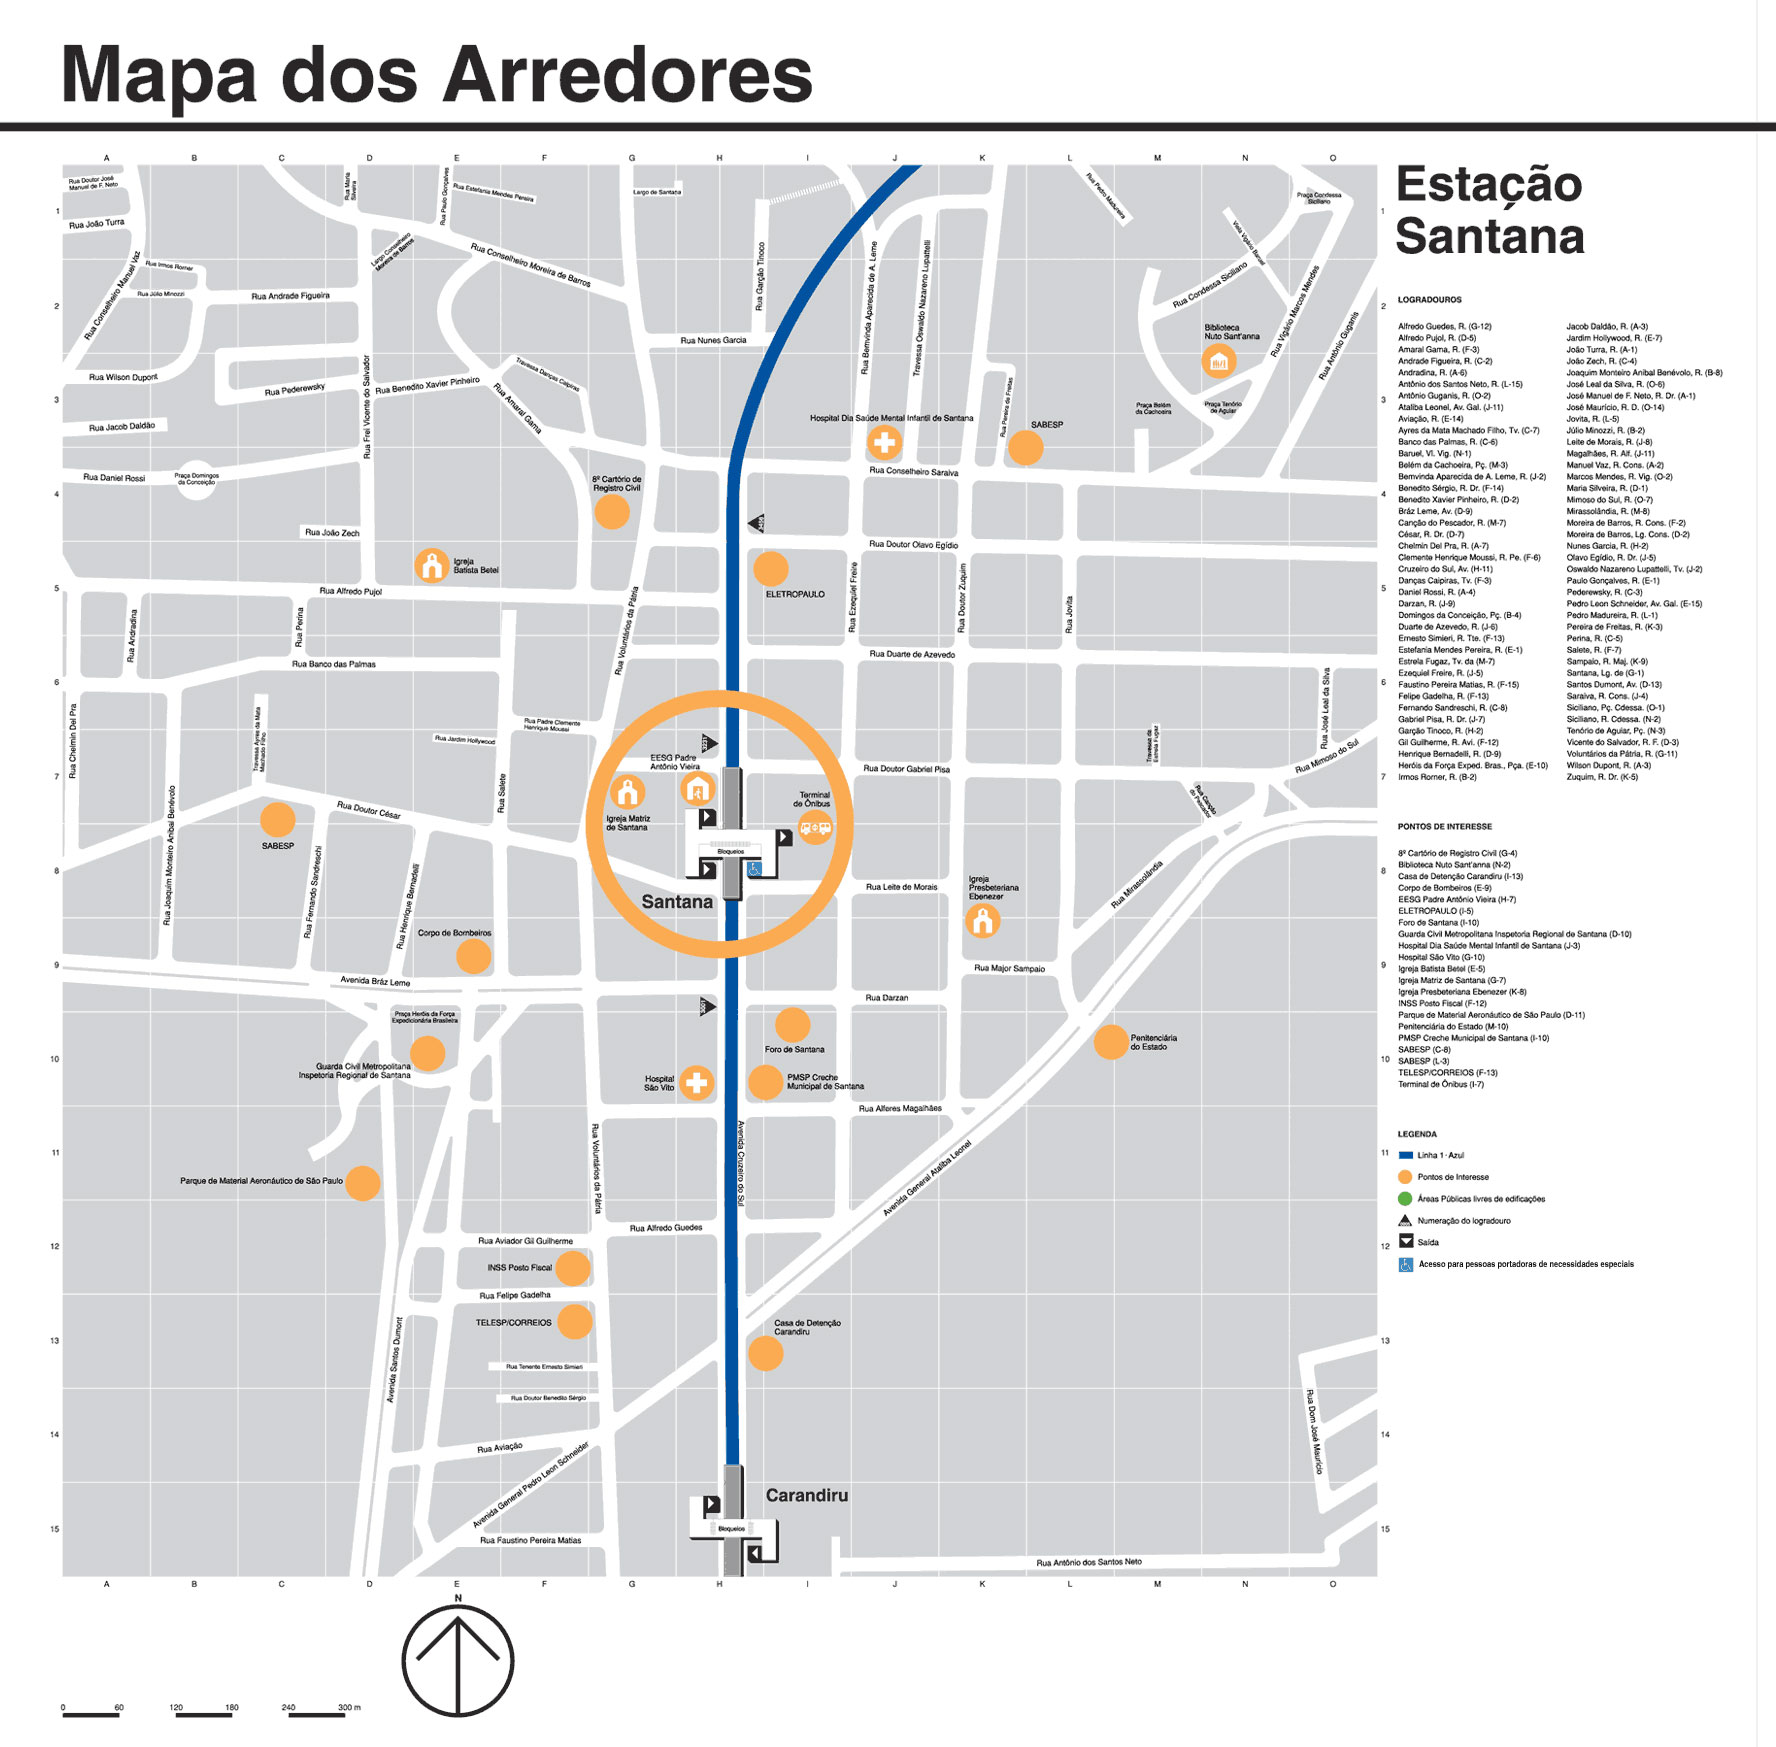 Mapa dos Arredores
A B C D E F G H I J K L M N O
1
2
3
4
5
6
7
8
9
10
11
12
13
14
15
Rua Doutor José
Manuel de F. Neto
Rua João Turra
Rua Conselheiro Manuel Vaz
Rua Irmos Rorner
Rua Júlio Minozzi
Rua Wilson Dupont
Rua Jacob Daldão
Rua Daniel Rossi
Praça Domingos
da Conceição
Rua Andrade Figueira
Rua Pederewsky
Rua João Zech
Rua Maria
Silveira
Rua Frei Vicente do Salvador
Largo Conselheiro
Moreira de Barros
Rua Paulo Gonçalves
Rua Estefania Mendes Pereira
Rua Conselheiro Moreira de Barros
Rua Benedito Xavier Pinheiro
Travessa Danças Caipiras
Rua Amaral Gama
Largo de Santana
Rua Nunes Garcia
Rua Garção Tinoco
Rua Bemvinda Aparecida de A. Leme
Travessa Oswaldo Nazareno Lupattelli
Rua Pereira de Freitas
Rua Pedro Madureira
Viela Vigário Baruel
Praça Condessa
Siciliano
Rua Condessa Siciliano
Rua Vigário Marcos Mendes
Rua Antônio Guganis
Biblioteca
Nuto Sant'anna
Praça Belém
da Cachoeira
Praça Tenório
de Aguiar
Hospital Dia Saúde Mental Infantil de Santana
SABESP
Rua Conselheiro Saraiva
8º Cartório de
Registro Civil
Igreja
Batista Betel
ELETROPAULO
Rua Doutor Olavo Egídio
Rua Alfredo Pujol
Rua Andradina
Rua Perina
Rua Banco das Palmas
Rua Voluntários da Pátria
Rua Ezequiel Freire
Rua Doutor Zuquim
Rua Jovita
Rua Duarte de Azevedo
Rua José Leal da Silva
Rua Mimoso do Sul
Rua Chelmin Del Pra
Travessa Ayres da Mata
Machado Filho
Rua Jardim Hollywood
Rua Padre Clemente
Henrique Moussi
Rua Salete
EESG Padre
Antônio Vieira
Igreja Matriz
de Santana
Terminal
de Ônibus
Bloqueios
Santana
Rua Doutor Gabriel Pisa
Travessa da
Estrela Fugaz
Rua Canção
do Pescador
Rua Doutor César
SABESP
Rua Joaquim Monteiro Anibal Benévolo
Rua Fernando Sandreschi
Rua Henrique Bernadelli
Corpo de Bombeiros
Rua Leite de Morais
Igreja
Presbeteriana
Ebenezer
Rua Mirassolândia
Rua Major Sampaio
Avenida Bráz Leme
Rua Darzan
Praça Heróis da Força
Expedicionária Brasileira
Guarda Civil Metropolitana
Inspetoria Regional de Santana
Foro de Santana
Hospital
São Vito
PMSP Creche
Municipal de Santana
Penitenciária
do Estado
Rua Alferes Magalhães
Parque de Material Aeronáutico de São Paulo
Rua Voluntários da Pátria
Avenida Cruzeiro do Sul
Avenida General Ataliba Leonel
Rua Alfredo Guedes
Rua Aviador Gil Guilherme
INSS Posto Fiscal
Rua Felipe Gadelha
TELESP/CORREIOS
Casa de Detenção
Carandiru
Rua Tenente Ernesto Simieri
Rua Doutor Benedito Sérgio
Avenida Santos Dumont
Rua Aviação
Avenida General Pedro Leon Schneider
Rua Faustino Pereira Matias
Rua Dom José Maurício
Carandiru
Bloqueios
Rua Antônio dos Santos Neto
1
2
3
4
5
6
7
8
9
10
11
12
13
14
15
A B C D E F G H I J K L M N O
N
0 60 120 180 240 300 m
Estação
Santana
LOGRADOUROS
Alfredo Guedes, R. (G-12)
Alfredo Pujol, R. (D-5)
Amaral Gama, R. (F-3)
Andrade Figueira, R. (C-2)
Andradina, R. (A-6)
Antônio dos Santos Neto, R. (L-15)
Antônio Guganis, R. (O-2)
Ataliba Leonel, Av. Gal. (J-11)
Aviação, R. (E-14)
Ayres da Mata Machado Filho, Tv. (C-7)
Banco das Palmas, R. (C-6)
Baruel, Vl. Vig. (N-1)
Belém da Cachoeira, Pç. (M-3)
Bemvinda Aparecida de A. Leme, R. (J-2)
Benedito Sérgio, R. Dr. (F-14)
Benedito Xavier Pinheiro, R. (D-2)
Bráz Leme, Av. (D-9)
Canção do Pescador, R. (M-7)
César, R. Dr. (D-7)
Chelmin Del Pra, R. (A-7)
Clemente Henrique Moussi, R. Pe. (F-6)
Cruzeiro do Sul, Av. (H-11)
Danças Caipiras, Tv. (F-3)
Daniel Rossi, R. (A-4)
Darzan, R. (J-9)
Domingos da Conceição, Pç. (B-4)
Duarte de Azevedo, R. (J-6)
Ernesto Simieri, R. Tte. (F-13)
Estefania Mendes Pereira, R. (E-1)
Estrela Fugaz, Tv. da (M-7)
Ezequiel Freire, R. (J-5)
Faustino Pereira Matias, R. (F-15)
Felipe Gadelha, R. (F-13)
Fernando Sandreschi, R. (C-8)
Gabriel Pisa, R. Dr. (J-7)
Garção Tinoco, R. (H-2)
Gil Guilherme, R. Avi. (F-12)
Henrique Bernadelli, R. (D-9)
Heróis da Força Exped. Bras., Pça. (E-10)
Irmos Rorner, R. (B-2)
Jacob Daldão, R. (A-3)
Jardim Hollywood, R. (E-7)
João Turra, R. (A-1)
João Zech, R. (C-4)
Joaquim Monteiro Anibal Benévolo, R. (B-8)
José Leal da Silva, R. (O-6)
José Manuel de F. Neto, R. Dr. (A-1)
José Maurício, R. D. (O-14)
Jovita, R. (L-5)
Júlio Minozzi, R. (B-2)
Leite de Morais, R. (J-8)
Magalhães, R. Alf. (J-11)
Manuel Vaz, R. Cons. (A-2)
Marcos Mendes, R. Vig. (O-2)
Maria Silveira, R. (D-1)
Mimoso do Sul, R. (O-7)
Mirassolândia, R. (M-8)
Moreira de Barros, R. Cons. (F-2)
Moreira de Barros, Lg. Cons. (D-2)
Nunes Garcia, R. (H-2)
Olavo Egídio, R. Dr. (J-5)
Oswaldo Nazareno Lupattelli, Tv. (J-2)
Paulo Gonçalves, R. (E-1)
Pederewsky, R. (C-3)
Pedro Leon Schneider, Av. Gal. (E-15)
Pedro Madureira, R. (L-1)
Pereira de Freitas, R. (K-3)
Perina, R. (C-5)
Salete, R. (F-7)
Sampaio, R. Maj. (K-9)
Santana, Lg. de (G-1)
Santos Dumont, Av. (D-13)
Saraiva, R. Cons. (J-4)
Siciliano, Pç. Cdessa. (O-1)
Siciliano, R. Cdessa. (N-2)
Tenório de Aguiar, Pç. (N-3)
Vicente do Salvador, R. F. (D-3)
Voluntários da Pátria, R. (G-11)
Wilson Dupont, R. (A-3)
Zuquim, R. Dr. (K-5)
PONTOS DE INTERESSE
8º Cartório de Registro Civil (G-4)
Biblioteca Nuto Sant'anna (N-2)
Casa de Detenção Carandiru (I-13)
Corpo de Bombeiros (E-9)
EESG Padre Antônio Vieira (H-7)
ELETROPAULO (I-5)
Foro de Santana (I-10)
Guarda Civil Metropolitana Inspetoria Regional de Santana (D-10)
Hospital Dia Saúde Mental Infantil de Santana (J-3)
Hospital São Vito (G-10)
Igreja Batista Betel (E-5)
Igreja Matriz de Santana (G-7)
Igreja Presbeteriana Ebenezer (K-8)
INSS Posto Fiscal (F-12)
Parque de Material Aeronáutico de São Paulo (D-11)
Penitenciária do Estado (M-10)
PMSP Creche Municipal de Santana (I-10)
SABESP (C-8)
SABESP (L-3)
TELESP/CORREIOS (F-13)
Terminal de Ônibus (I-7)
LEGENDA
Linha 1 - Azul
Pontos de Interesse
Áreas Públicas livres de edificações
Numeração do logradouro
Saída
Acesso para pessoas portadoras de necessidades especiais